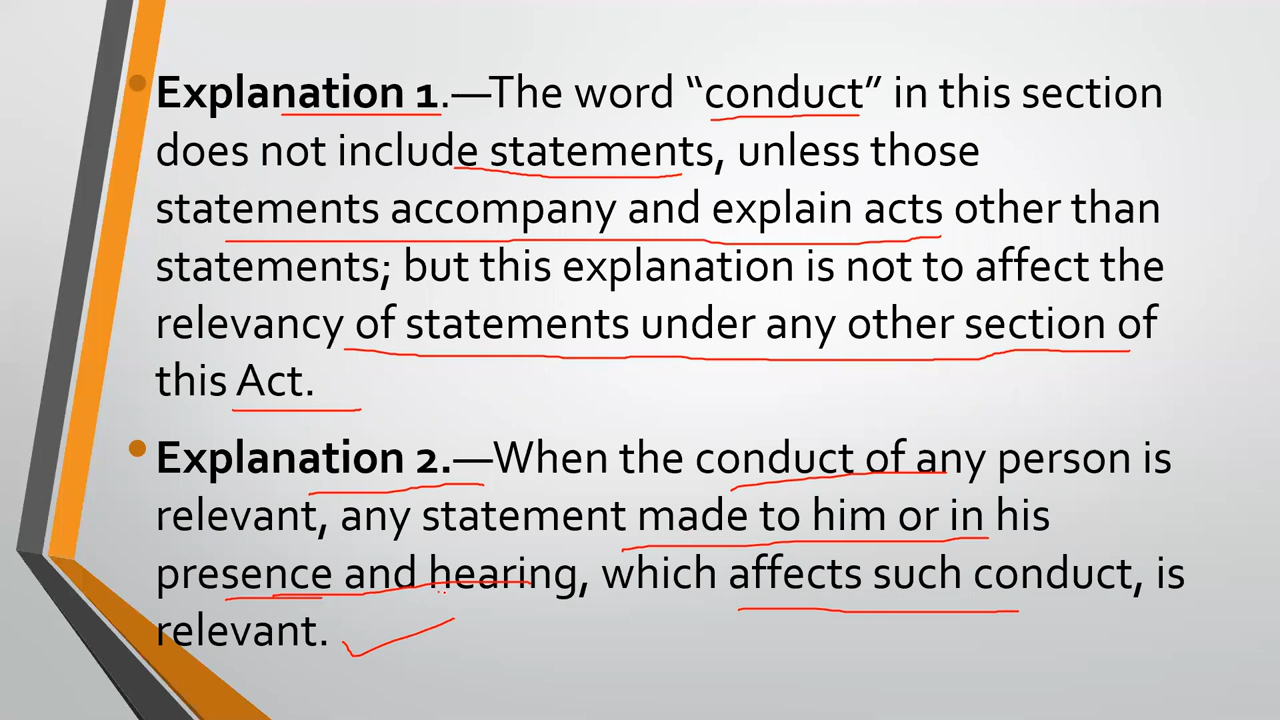 Explanation 1.—The word “conduct” in this section
does not include statements, unless those
statements accompany and explain acts other than
statements; but this explanation is not to affect the
relevancy of statements under any other section of
this Act.
Explanation 2.—When the conduct of any person is
relevant, any statement made to him or in his
presence and hearing, which affects such conduct, is
relevant.